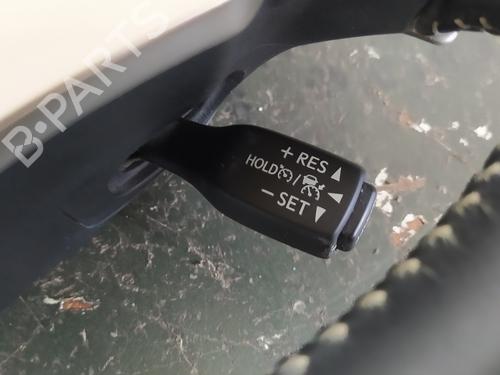 B-PARTS
+ RES ▲
HOLD / ◀
− SET ▼